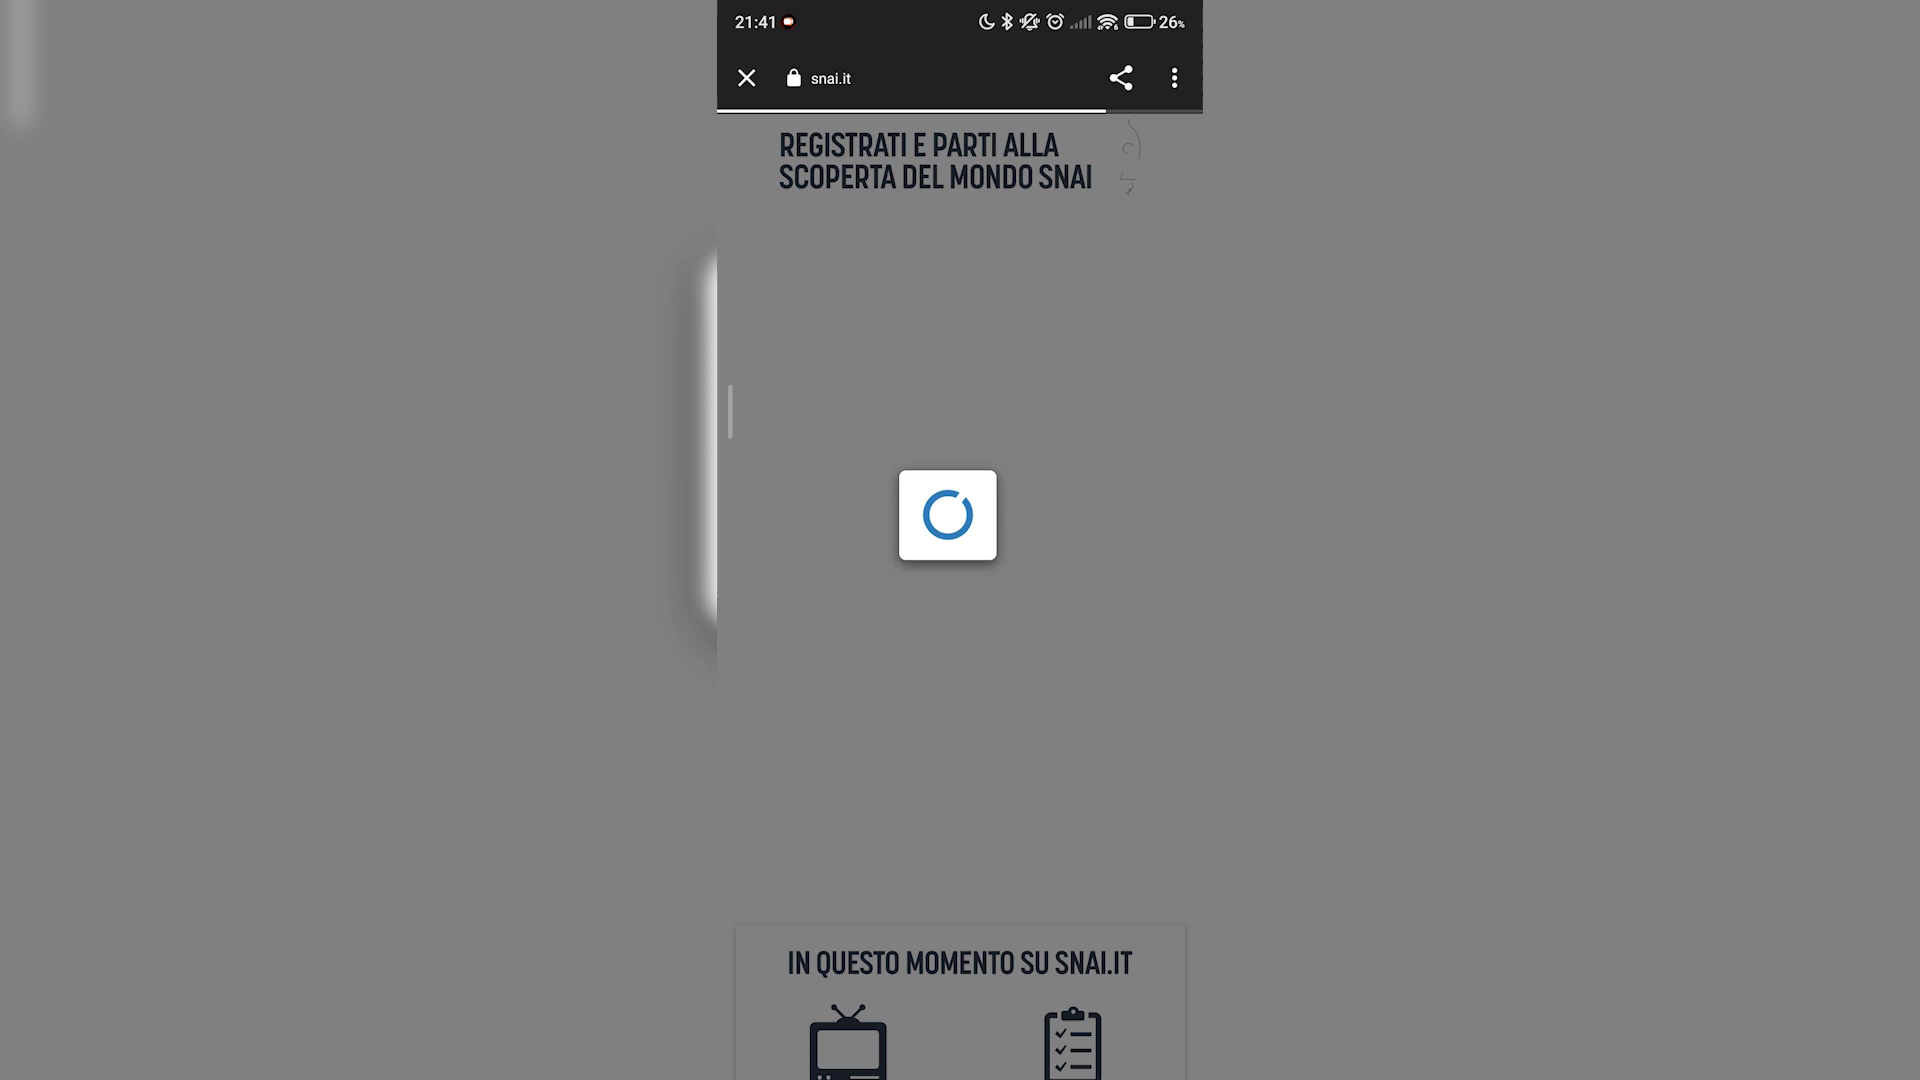 21:41
26%
snai.it
REGISTRATI E PARTI ALLA
SCOPERTA DEL MONDO SNAI
IN QUESTO MOMENTO SU SNAI.IT